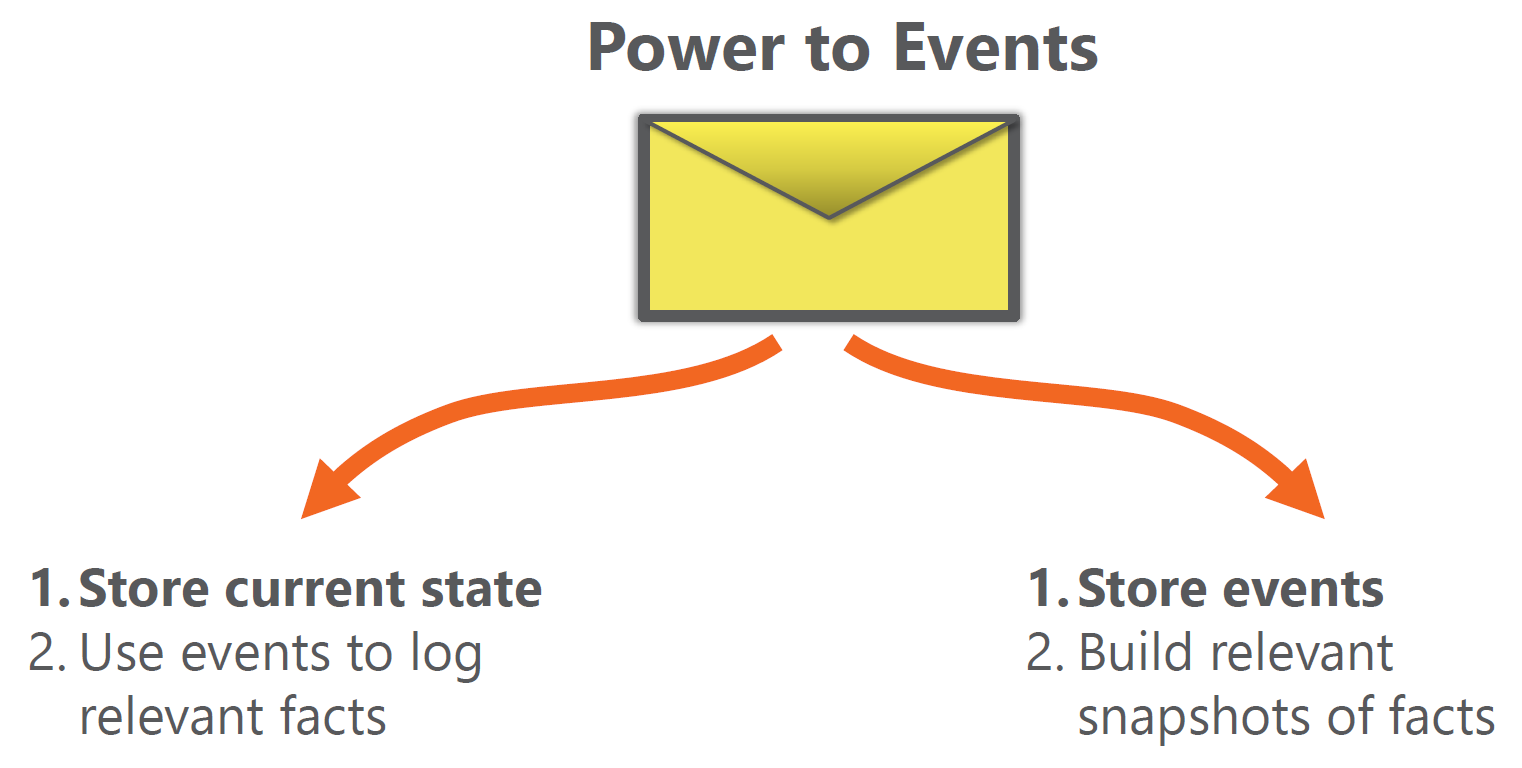 Power to Events
1. Store current state
2. Use events to log
relevant facts
1. Store events
2. Build relevant
snapshots of facts